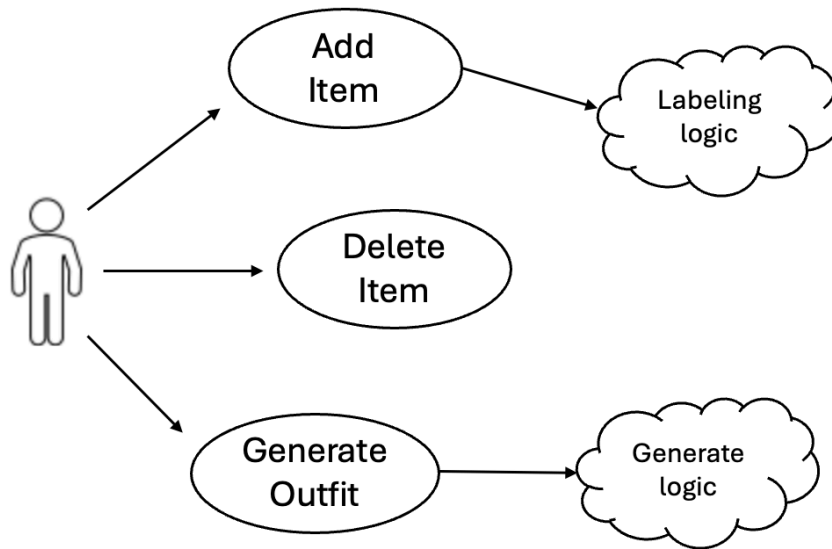 Add
Item
Labeling
logic
Delete
Item
Generate
Outfit
Generate
logic